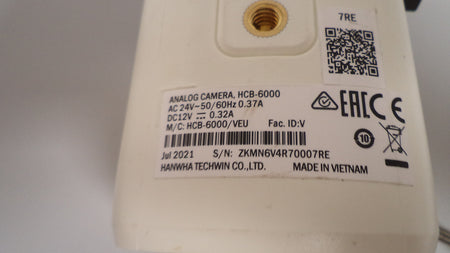 7RE
ANALOG CAMERA, HCB-6000
AC 24V~50/60Hz 0.37A
DC12V ⎓ 0.32A
M/C: HCB-6000/VEU Fac. ID:V
EAC CE
10
Jul 2021 S/N: ZKMN6V4R70007RE
HANWHA TECHWIN CO.,LTD. MADE IN VIETNAM